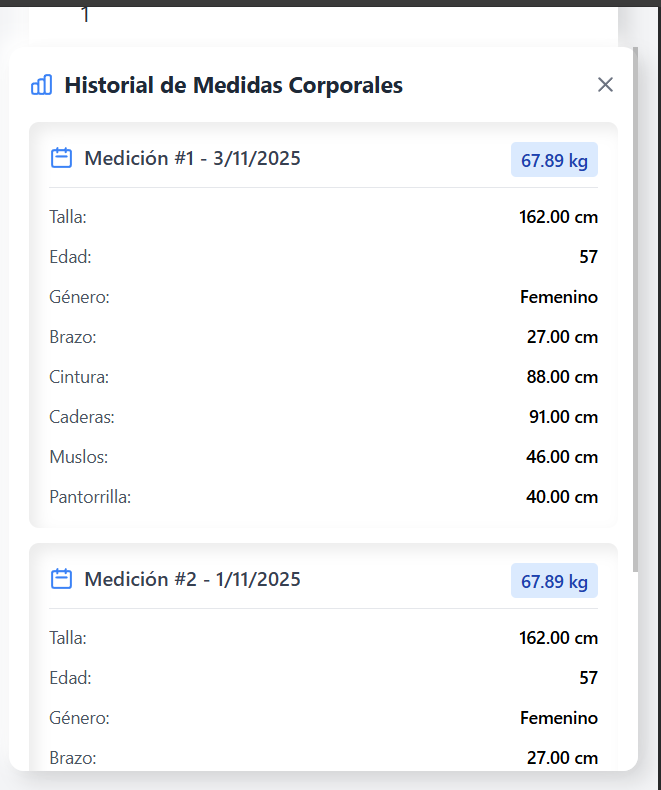 1
Historial de Medidas Corporales
Medición #1 - 3/11/2025 67.89 kg
Talla: 162.00 cm
Edad: 57
Género: Femenino
Brazo: 27.00 cm
Cintura: 88.00 cm
Caderas: 91.00 cm
Muslos: 46.00 cm
Pantorrilla: 40.00 cm
Medición #2 - 1/11/2025 67.89 kg
Talla: 162.00 cm
Edad: 57
Género: Femenino
Brazo: 27.00 cm